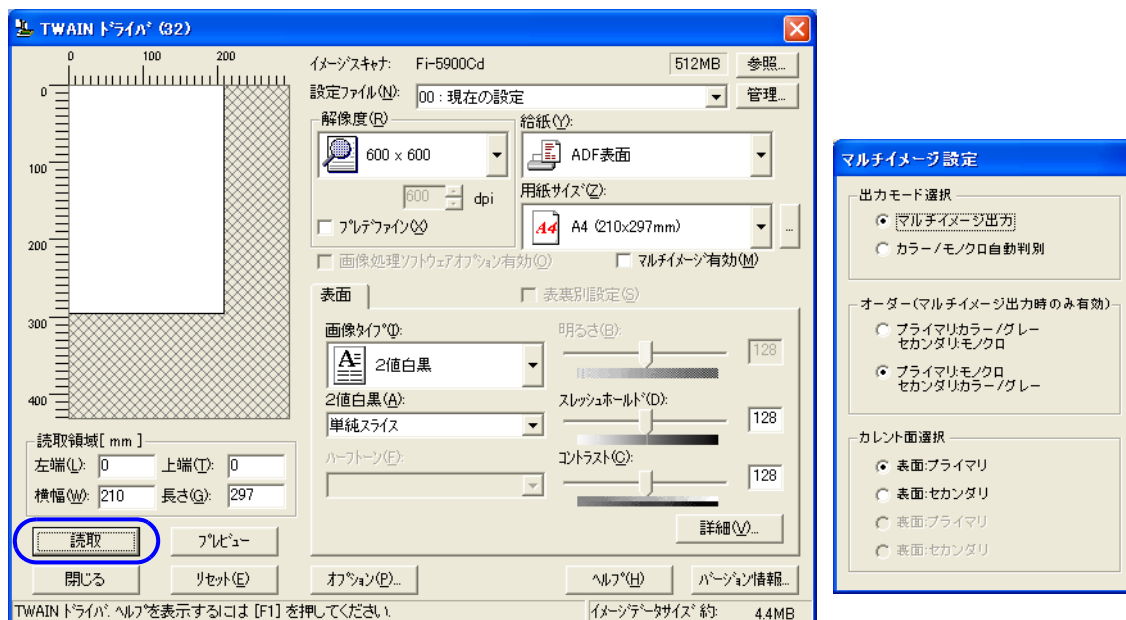 TWAIN ﾄﾞﾗｲﾊﾞ (32)
0 100 200
0
100
200
300
400
ｲﾒｰｼﾞｽｷｬﾅ: Fi-5900Cd 512MB 参照...
設定ﾌｧｲﾙ(N): 00 : 現在の設定 管理...
解像度(R)
600 × 600
600 dpi
ﾌﾟﾚﾃﾞﾌｧｲﾝ(X)
給紙(Y):
ADF表面
用紙ｻｲｽﾞ(Z):
A4 A4 (210x297mm) ...
画像処理ｿﾌﾄｳｪｱｵﾌﾟｼｮﾝ有効(O) ﾏﾙﾁｲﾒｰｼﾞ有効(M)
表面 表裏別設定(S)
画像ﾀｲﾌﾟ(I):
A 2値白黒
2値白黒(A):
単純ｽﾗｲｽ
ﾊｰﾌﾄｰﾝ(F):
明るさ(B):
128
ｽﾚｯｼｭﾎｰﾙﾄﾞ(D):
128
ｺﾝﾄﾗｽﾄ(C):
128
詳細(V)...
読取領域[ mm ]
左端(L): 0 上端(T): 0
横幅(W): 210 長さ(G): 297
読取 ﾌﾟﾚﾋﾞｭｰ
閉じる ﾘｾｯﾄ(E) ｵﾌﾟｼｮﾝ(P)... ﾍﾙﾌﾟ(H) ﾊﾞｰｼﾞｮﾝ情報...
TWAIN ﾄﾞﾗｲﾊﾞ. ﾍﾙﾌﾟを表示するには [F1] を押してください. ｲﾒｰｼﾞﾃﾞｰﾀｻｲｽﾞ 約: 4.4MB
マルチイメージ設定
出力モード選択
マルチイメージ出力
カラー/モノクロ自動判別
オーダー(マルチイメージ出力時のみ有効)
プライマリ:カラー/グレー
セカンダリ:モノクロ
プライマリ:モノクロ
セカンダリ:カラー/グレー
カレント面選択
表面:プライマリ
表面:セカンダリ
裏面:プライマリ
裏面:セカンダリ